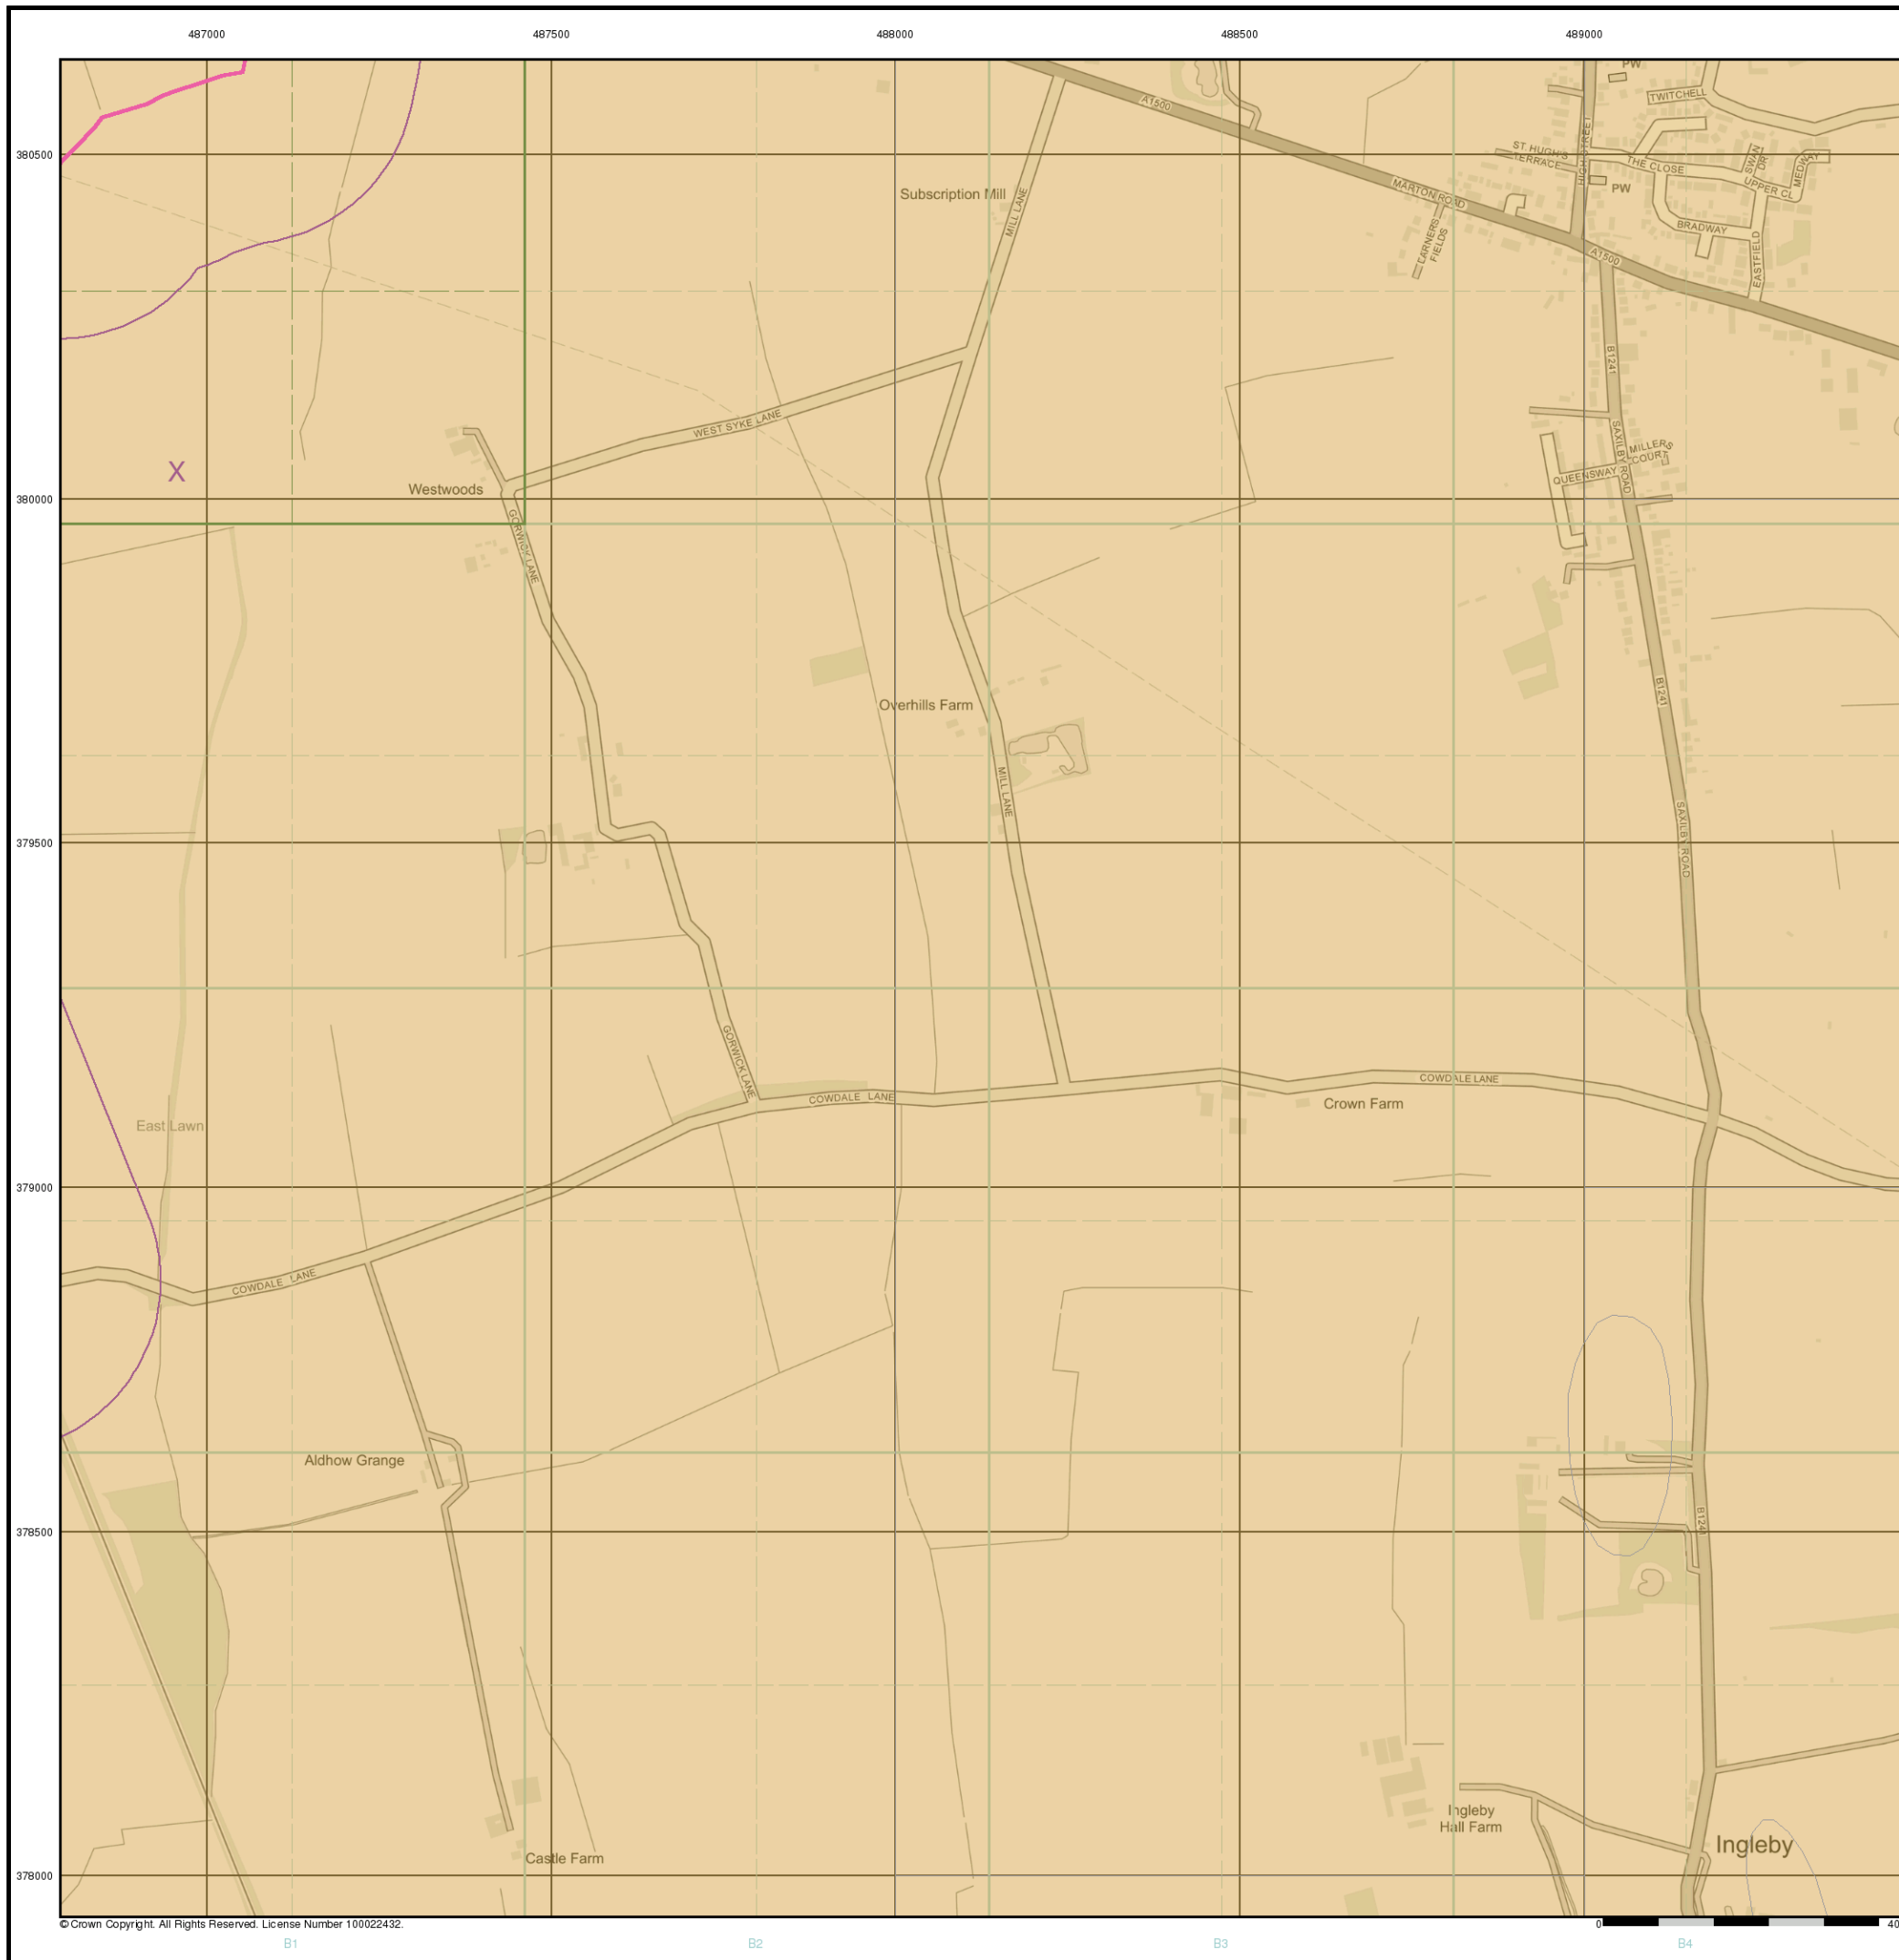 487000 487500 488000 488500 489000
380500
380000
379500
379000
378500
378000
PW
TWITCHELL
A1500
HIGH STREET
ST. HUGH'S
TERRACE
THE CLOSE
SWAN
DR
MEDWAY
UPPER CL
PW
MARTON ROAD
Subscription Mill
MILL LANE
BRADWAY
EASTFIELD
A1500
B1241
WEST SYKE LANE
SAXILBY ROAD
MILLERS
COURT
QUEENSWAY
X
Westwoods
GORWICK LANE
B1241
Overhills Farm
MILL LANE
SAXILBY ROAD
GORWICK LANE
COWDALE LANE
COWDALE LANE
Crown Farm
East Lawn
COWDALE LANE
Aldhow Grange
B1241
Ingleby
Hall Farm
Ingleby
Castle Farm
© Crown Copyright. All Rights Reserved. License Number 100022432.
0
B1 B2 B3 B4